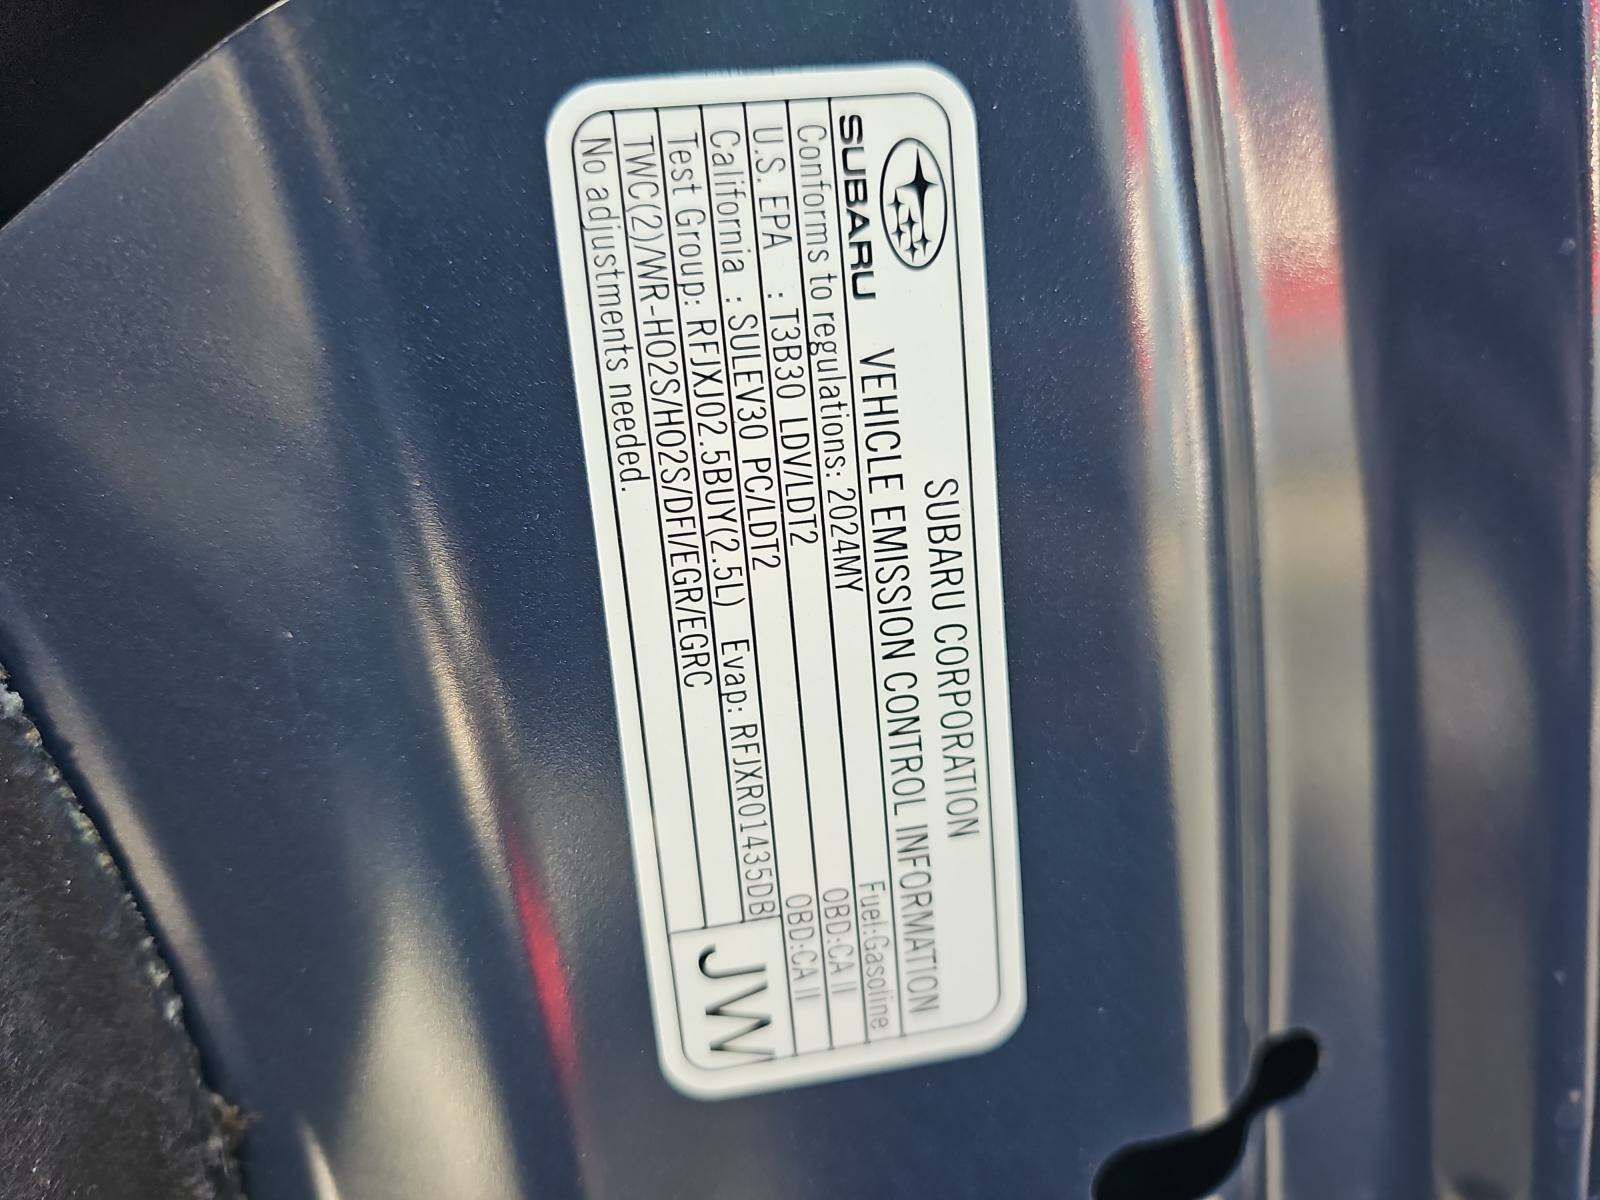 SUBARU CORPORATION
SUBARU VEHICLE EMISSION CONTROL INFORMATION
Conforms to regulations: 2024MY Fuel:Gasoline
U.S. EPA : T3B30 LDV/LDT2 OBD:CA II
California : SULEV30 PC/LDT2 OBD:CA II
Test Group: RFJXJ02.5BUY(2.5L) Evap: RFJXR01435DB
TWC(2)/WR-HO2S/HO2S/DFI/EGR/EGRC
No adjustments needed.
JW